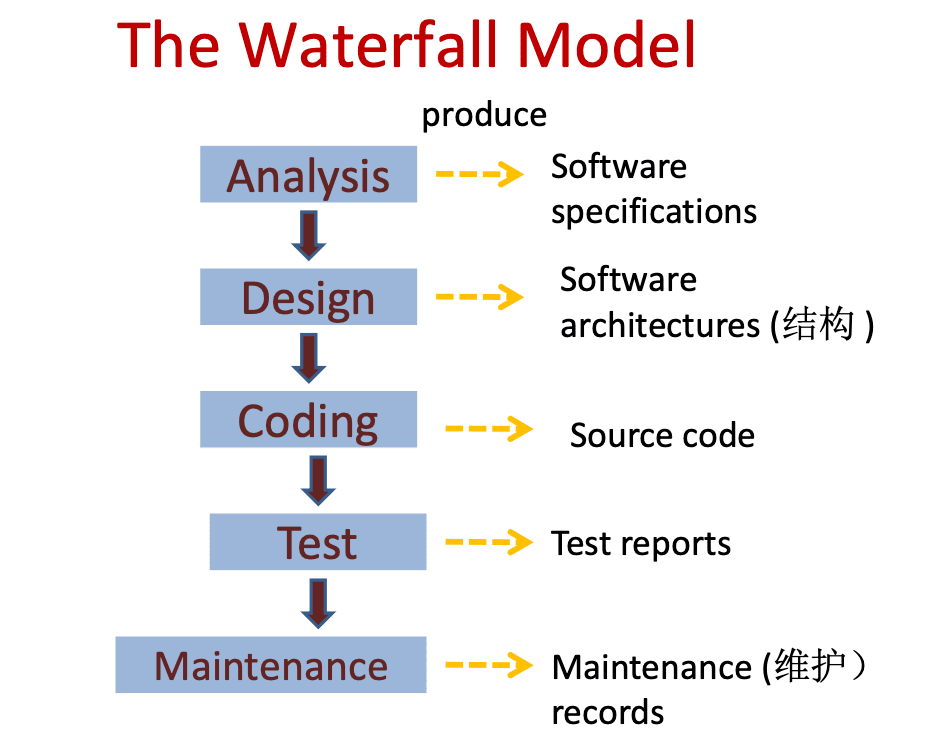 The Waterfall Model
produce
Analysis
Software
specifications
Design
Software
architectures (结构 )
Coding
Source code
Test
Test reports
Maintenance
Maintenance (维护）
records